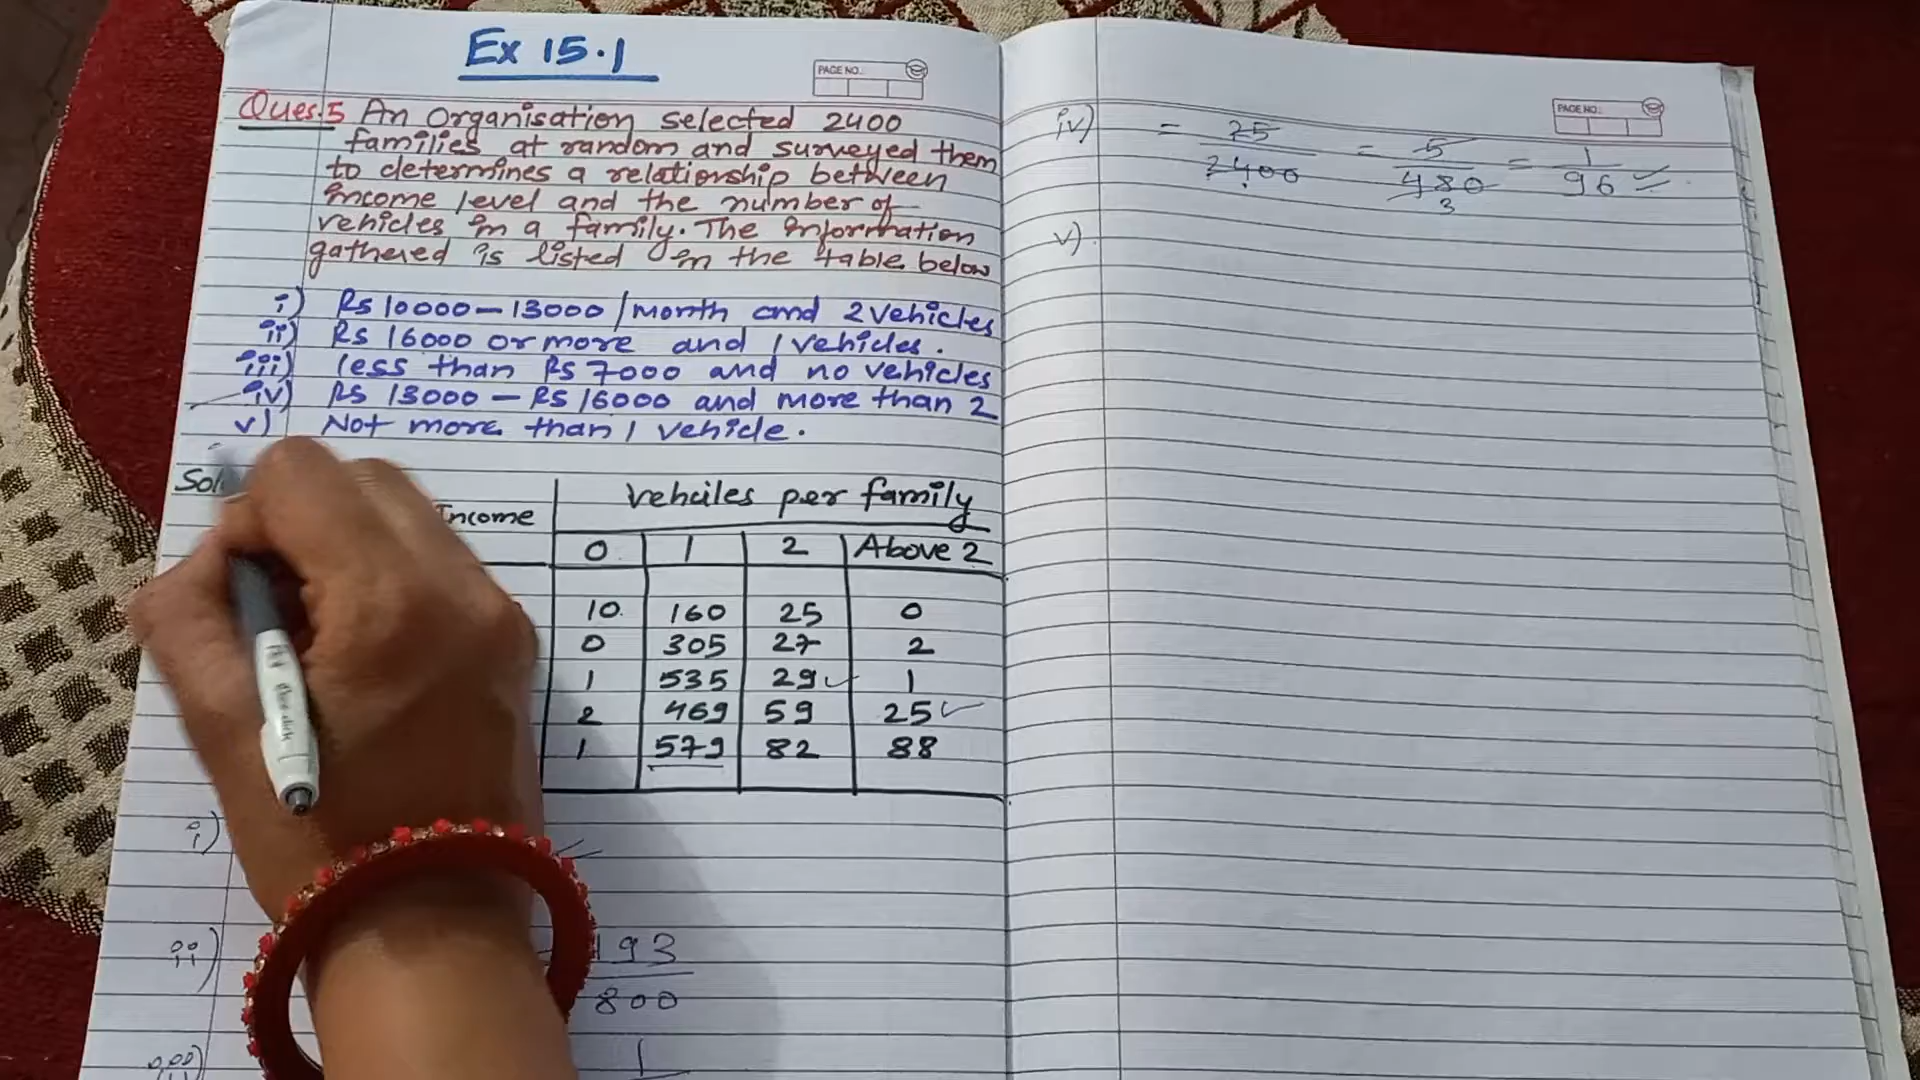 Ex 15.1
PAGE NO.
Ques.5 An Organisation selected 2400
families at random and surveyed them
to determines a relationship between
income level and the number of
vehicles in a family. The information
gathered is listed in the table below
i) Rs 10000-13000/month and 2 vehicles
ii) Rs 16000 or more and 1 vehicles.
iii) less than Rs 7000 and no vehicles
iv) Rs 13000 - Rs 16000 and more than 2
v) Not more than 1 vehicle.
Sol
Income
vehciles per family
0 1 2 Above 2
10 160 25 0
0 305 27 2
1 535 29 1
2 469 59 25
1 579 82 88
i)
ii) 193
800
iii) 1
PAGE NO.:
iv) = 25/2400 = 5/480 = 1/96
v)